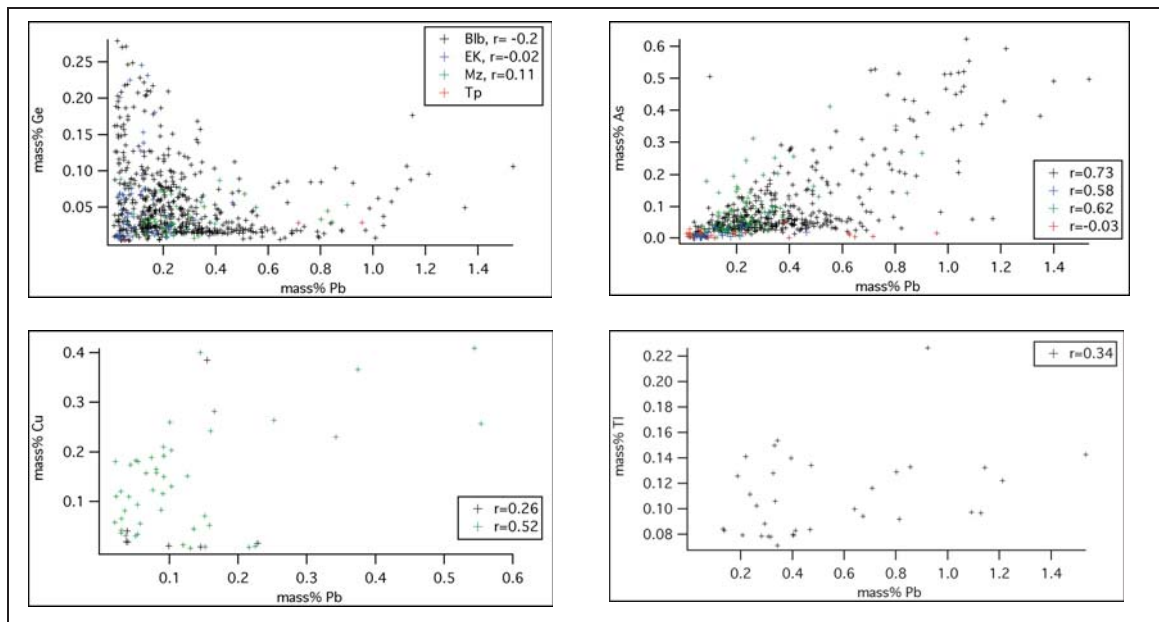 0.25
0.20
0.15
0.10
0.05
mass% Ge
0.2 0.4 0.6 0.8 1.0 1.2 1.4
mass% Pb
Blb, r= -0.2
EK, r=-0.02
Mz, r=0.11
Tp
0.6
0.5
0.4
0.3
0.2
0.1
0.0
mass% As
0.2 0.4 0.6 0.8 1.0 1.2 1.4
mass% Pb
r=0.73
r=0.58
r=0.62
r=-0.03
0.4
0.3
0.2
0.1
mass% Cu
0.1 0.2 0.3 0.4 0.5 0.6
mass% Pb
r=0.26
r=0.52
0.22
0.20
0.18
0.16
0.14
0.12
0.10
0.08
mass% Tl
0.2 0.4 0.6 0.8 1.0 1.2 1.4
mass% Pb
r=0.34